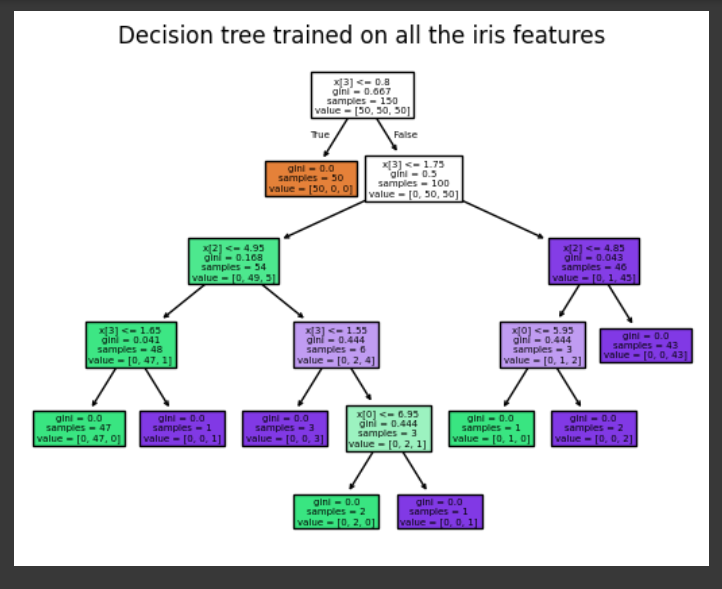 Decision tree trained on all the iris features
x[3] <= 0.8
gini = 0.667
samples = 150
value = [50, 50, 50]
True
False
gini = 0.0
samples = 50
value = [50, 0, 0]
x[3] <= 1.75
gini = 0.5
samples = 100
value = [0, 50, 50]
x[2] <= 4.95
gini = 0.168
samples = 54
value = [0, 49, 5]
x[2] <= 4.85
gini = 0.043
samples = 46
value = [0, 1, 45]
x[3] <= 1.65
gini = 0.041
samples = 48
value = [0, 47, 1]
x[3] <= 1.55
gini = 0.444
samples = 6
value = [0, 2, 4]
x[0] <= 5.95
gini = 0.444
samples = 3
value = [0, 1, 2]
gini = 0.0
samples = 43
value = [0, 0, 43]
gini = 0.0
samples = 47
value = [0, 47, 0]
gini = 0.0
samples = 1
value = [0, 0, 1]
gini = 0.0
samples = 3
value = [0, 0, 3]
x[0] <= 6.95
gini = 0.444
samples = 3
value = [0, 2, 1]
gini = 0.0
samples = 1
value = [0, 1, 0]
gini = 0.0
samples = 2
value = [0, 0, 2]
gini = 0.0
samples = 2
value = [0, 2, 0]
gini = 0.0
samples = 1
value = [0, 0, 1]